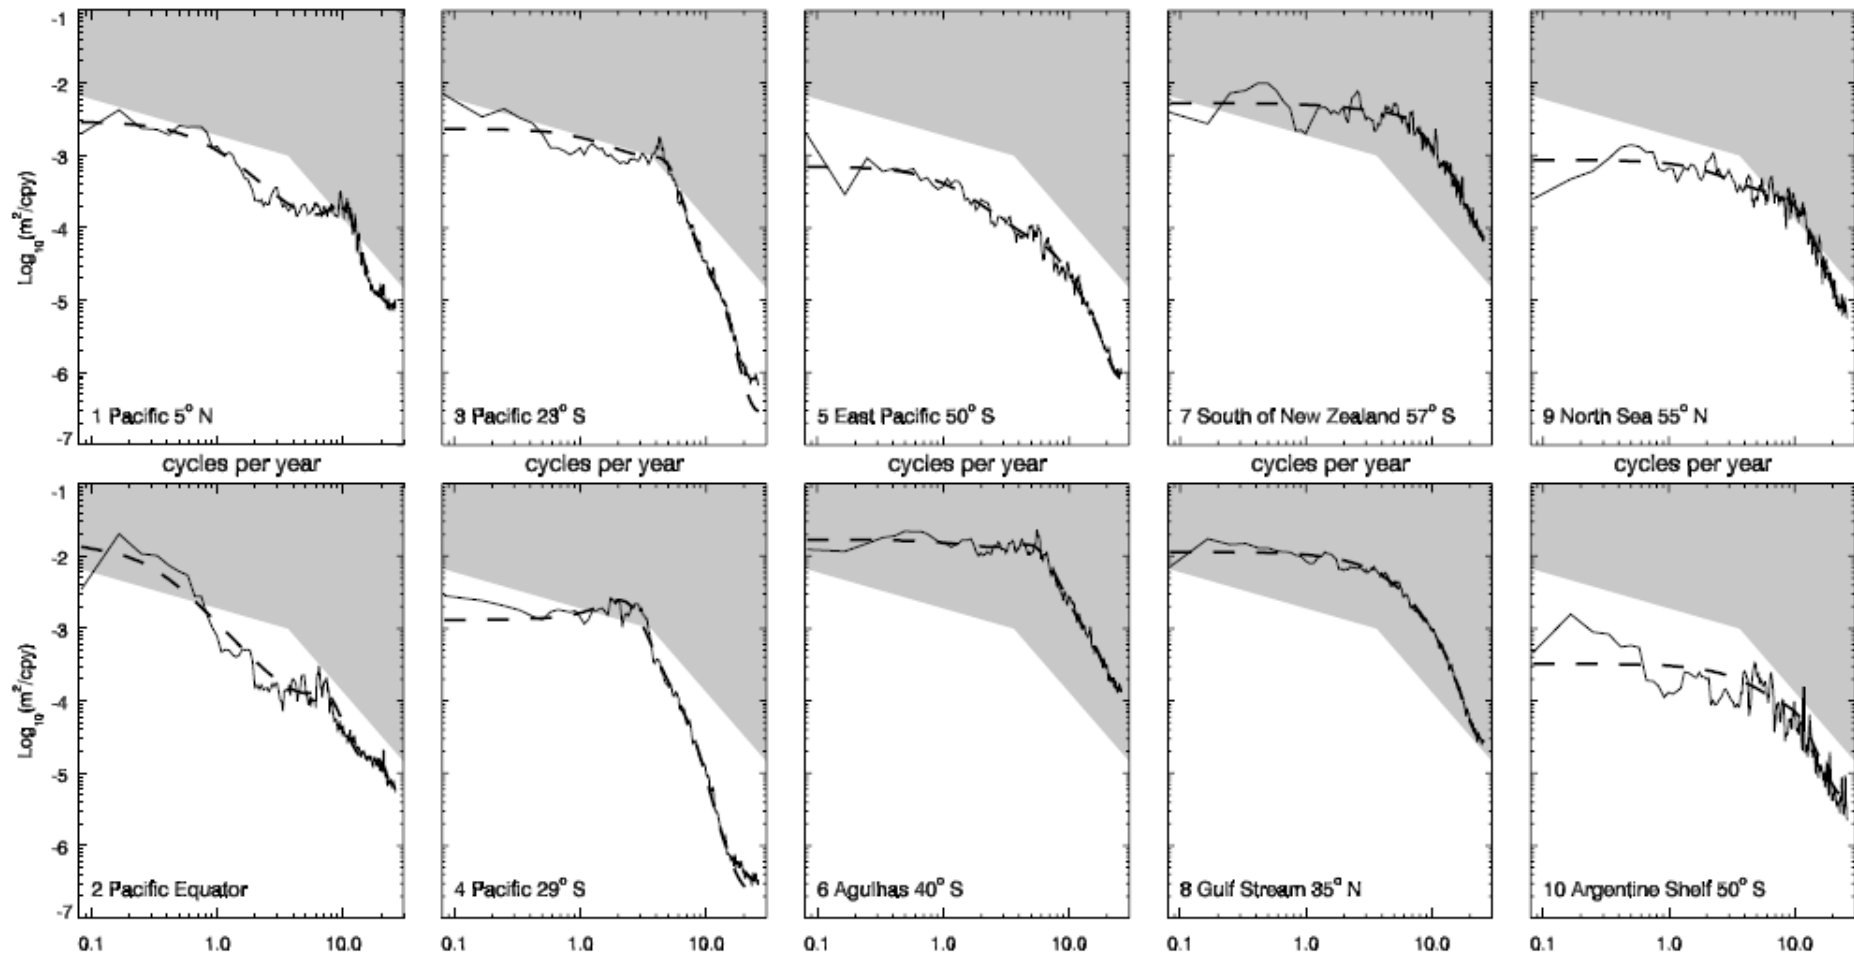 -1
-2
-3
-4
-5
-6
-7
Log10(m²/cpy)
1 Pacific 5° N
3 Pacific 23° S
5 East Pacific 50° S
7 South of New Zealand 57° S
9 North Sea 55° N
cycles per year
cycles per year
cycles per year
cycles per year
cycles per year
-1
-2
-3
-4
-5
-6
-7
Log10(m²/cpy)
2 Pacific Equator
4 Pacific 29° S
6 Agulhas 40° S
8 Gulf Stream 35° N
10 Argentine Shelf 50° S
0.1 1.0 10.0
0.1 1.0 10.0
0.1 1.0 10.0
0.1 1.0 10.0
0.1 1.0 10.0